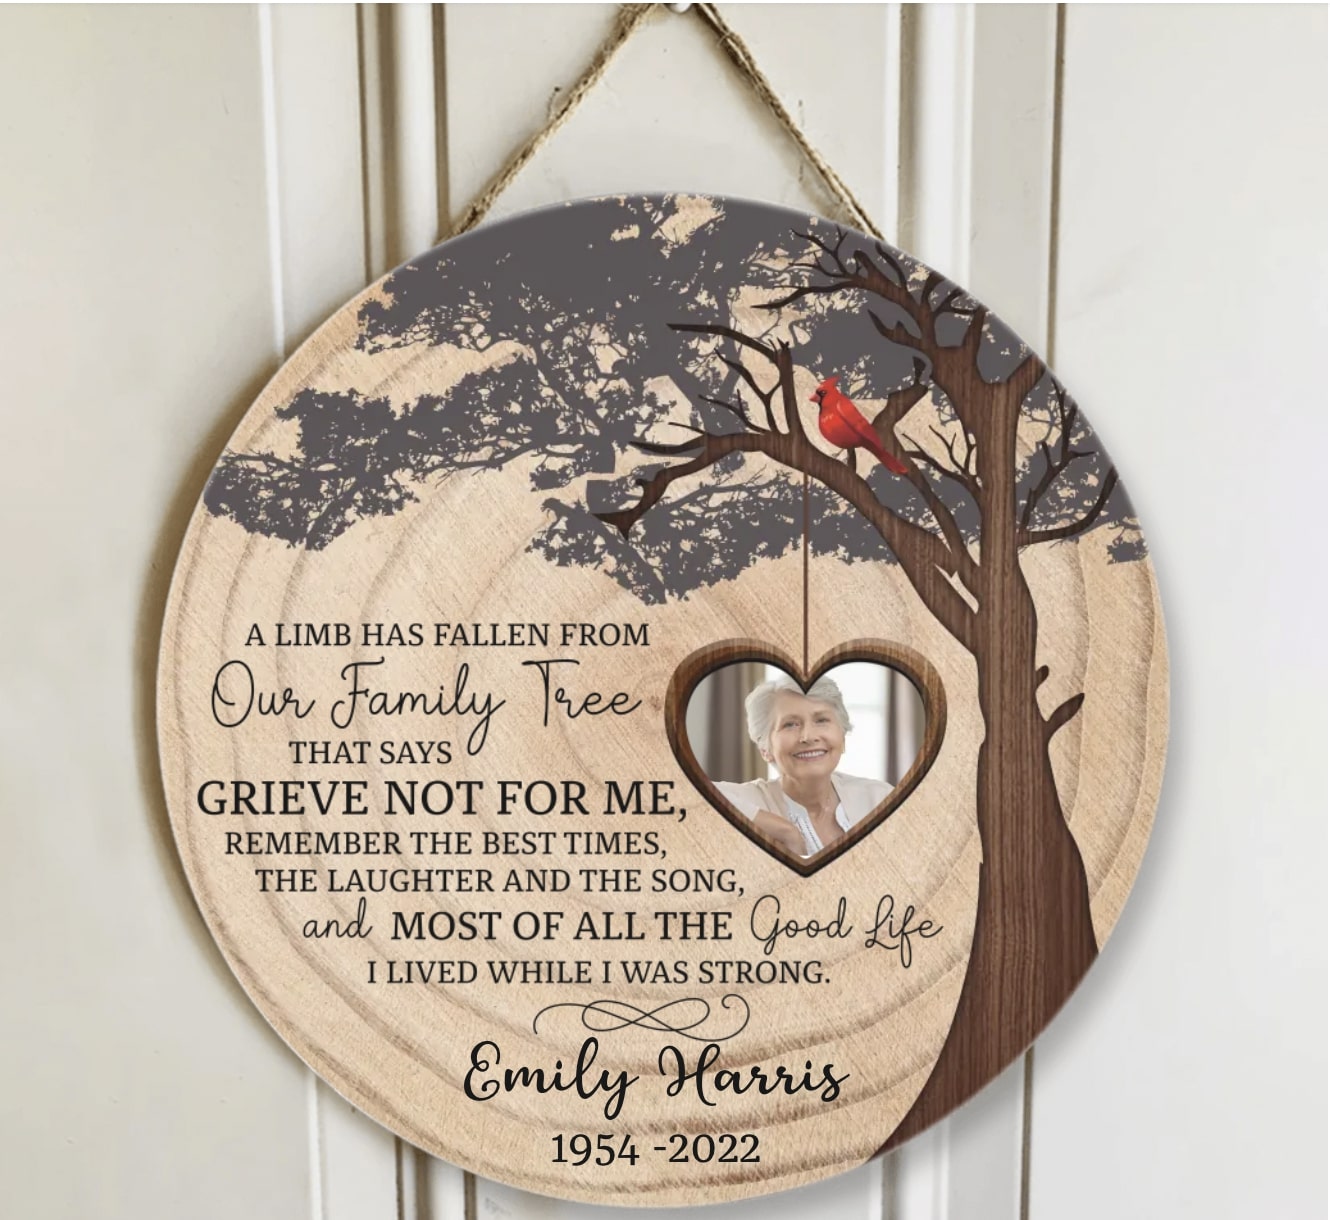 A LIMB HAS FALLEN FROM
Our Family Tree
THAT SAYS
GRIEVE NOT FOR ME,
REMEMBER THE BEST TIMES,
THE LAUGHTER AND THE SONG,
and MOST OF ALL THE Good Life
I LIVED WHILE I WAS STRONG.
Emily Harris
1954 -2022